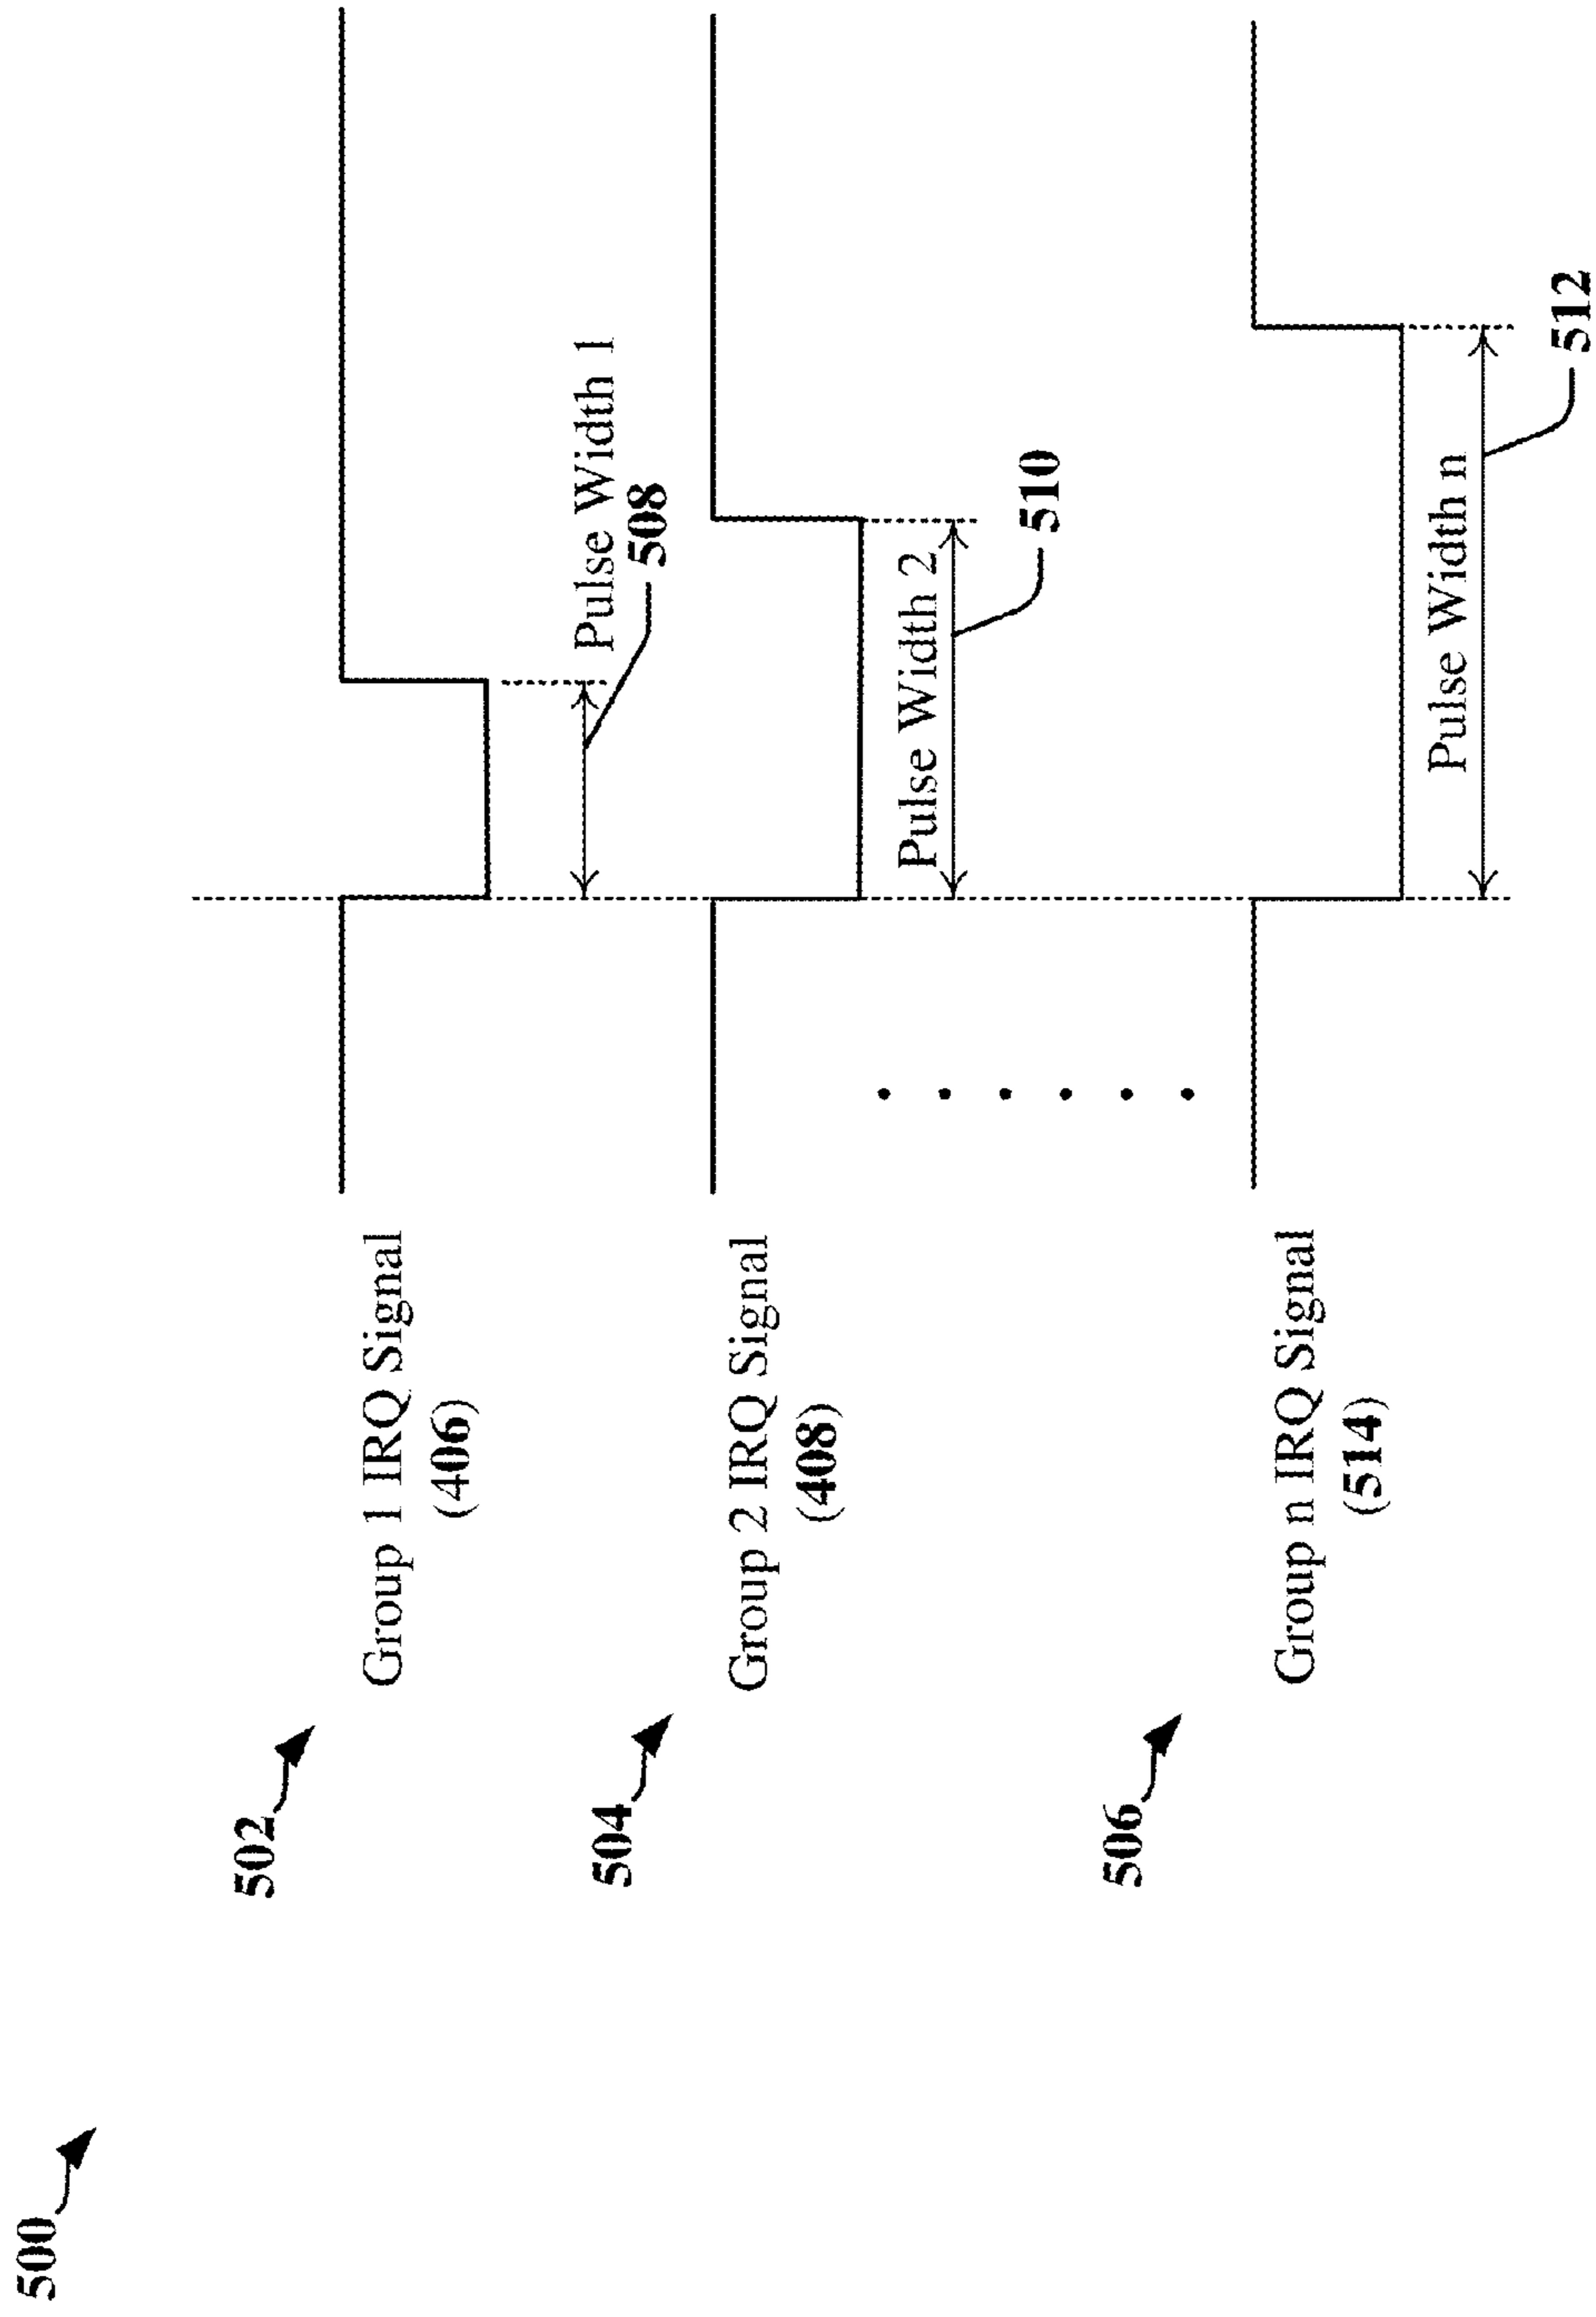 500
502
Group 1 IRQ Signal
(406)
Pulse Width 1
508
504
Group 2 IRQ Signal
(408)
Pulse Width 2
510
506
Group n IRQ Signal
(514)
Pulse Width n
512